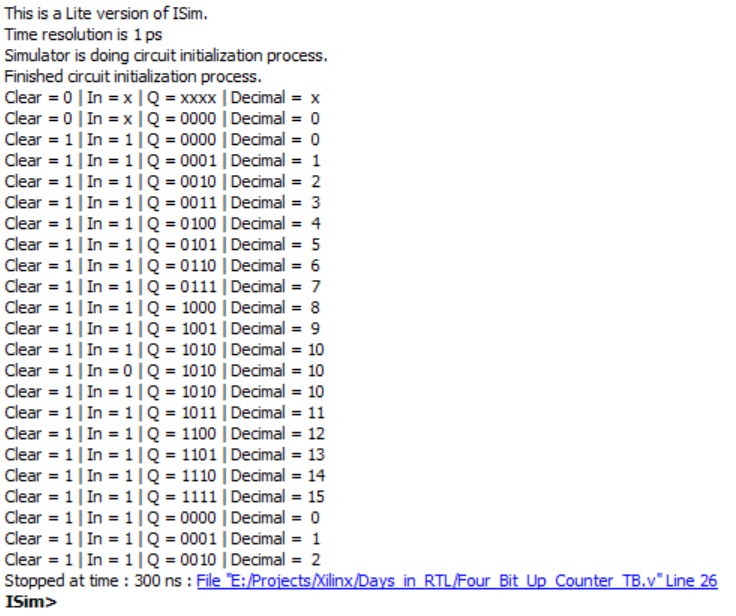 This is a Lite version of ISim.
Time resolution is 1 ps
Simulator is doing circuit initialization process.
Finished circuit initialization process.
Clear = 0 | In = x | Q = xxxx | Decimal =  x
Clear = 0 | In = x | Q = 0000 | Decimal =  0
Clear = 1 | In = 1 | Q = 0000 | Decimal =  0
Clear = 1 | In = 1 | Q = 0001 | Decimal =  1
Clear = 1 | In = 1 | Q = 0010 | Decimal =  2
Clear = 1 | In = 1 | Q = 0011 | Decimal =  3
Clear = 1 | In = 1 | Q = 0100 | Decimal =  4
Clear = 1 | In = 1 | Q = 0101 | Decimal =  5
Clear = 1 | In = 1 | Q = 0110 | Decimal =  6
Clear = 1 | In = 1 | Q = 0111 | Decimal =  7
Clear = 1 | In = 1 | Q = 1000 | Decimal =  8
Clear = 1 | In = 1 | Q = 1001 | Decimal =  9
Clear = 1 | In = 1 | Q = 1010 | Decimal = 10
Clear = 1 | In = 0 | Q = 1010 | Decimal = 10
Clear = 1 | In = 1 | Q = 1010 | Decimal = 10
Clear = 1 | In = 1 | Q = 1011 | Decimal = 11
Clear = 1 | In = 1 | Q = 1100 | Decimal = 12
Clear = 1 | In = 1 | Q = 1101 | Decimal = 13
Clear = 1 | In = 1 | Q = 1110 | Decimal = 14
Clear = 1 | In = 1 | Q = 1111 | Decimal = 15
Clear = 1 | In = 1 | Q = 0000 | Decimal =  0
Clear = 1 | In = 1 | Q = 0001 | Decimal =  1
Clear = 1 | In = 1 | Q = 0010 | Decimal =  2
Stopped at time : 300 ns : File "E:/Projects/Xilinx/Days_in_RTL/Four_Bit_Up_Counter_TB.v" Line 26
ISim>